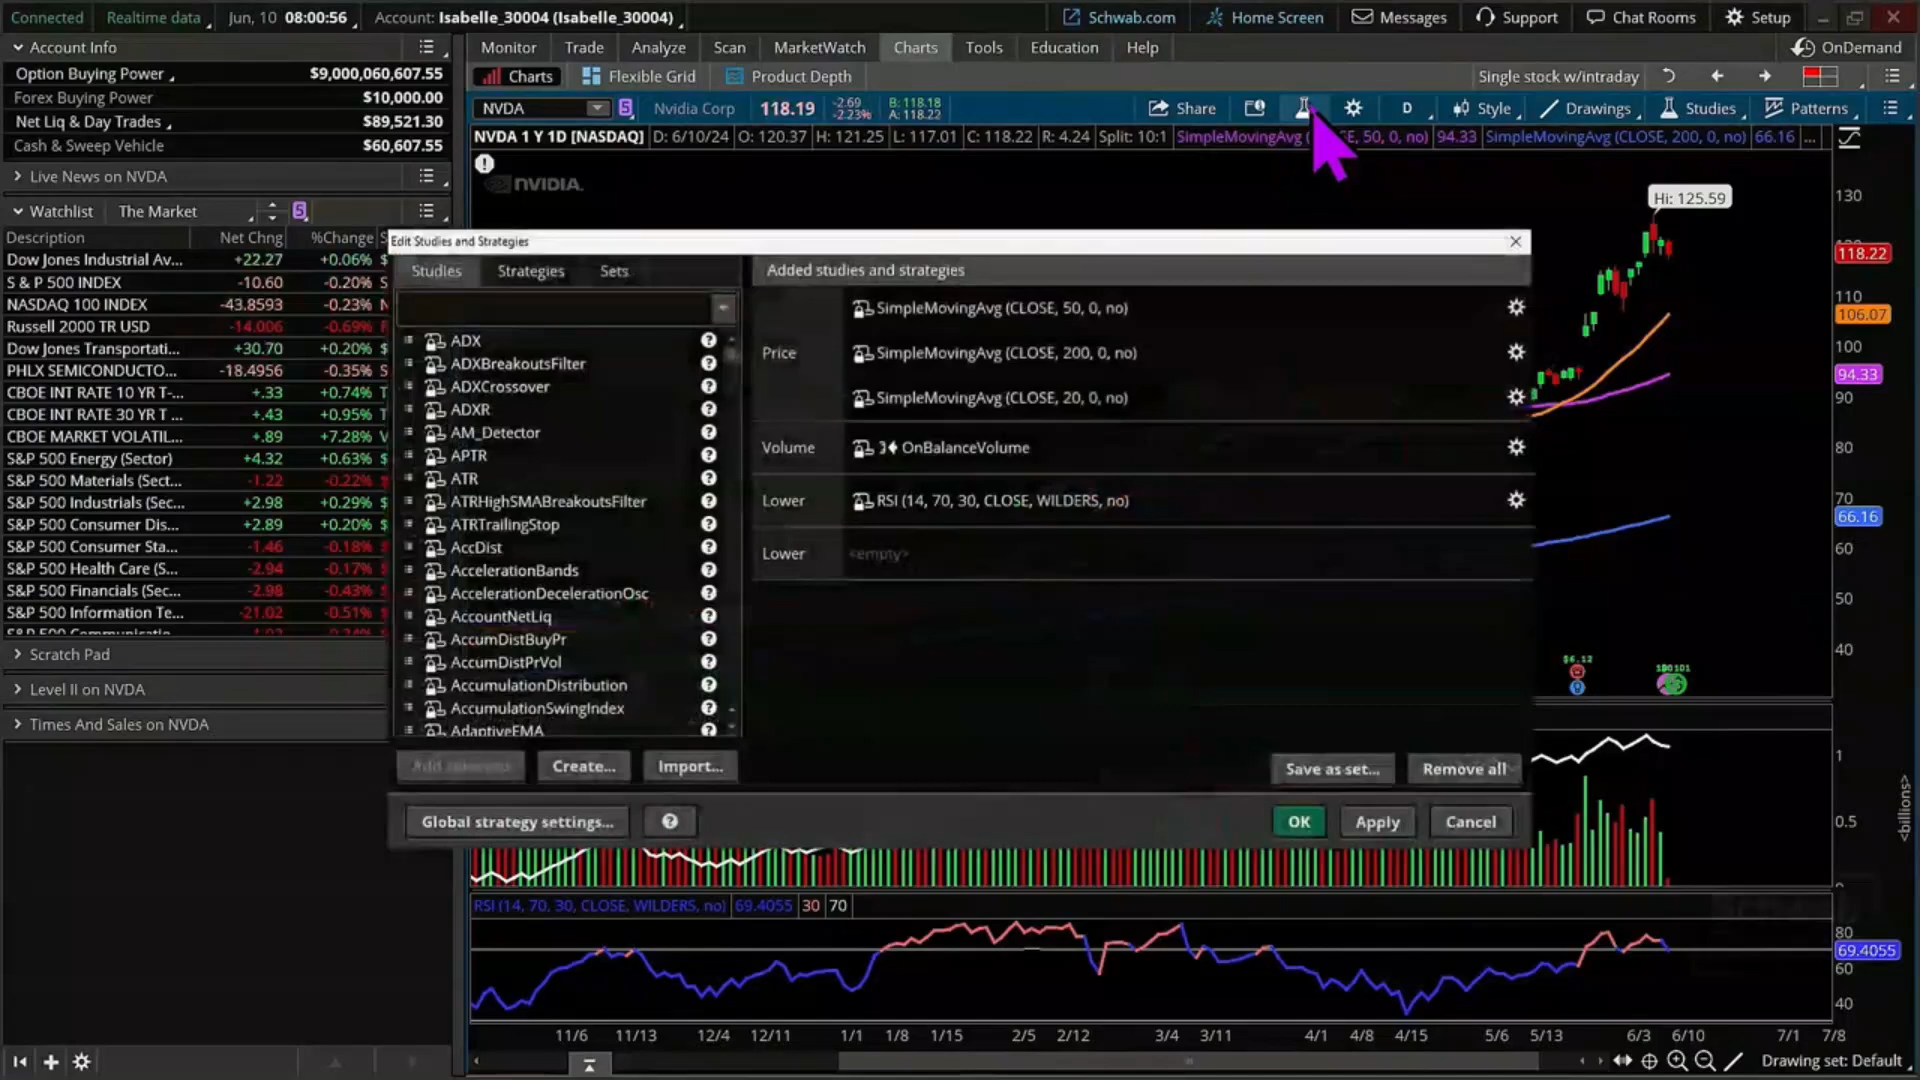 Connected Realtime data Jun, 10 08:00:56 Account: Isabelle_30004 (Isabelle_30004) Schwab.com Home Screen Messages Support Chat Rooms Setup
Account Info
Option Buying Power $9,000,060,607.55
Forex Buying Power $10,000.00
Net Liq & Day Trades $89,521.30
Cash & Sweep Vehicle $60,607.55
Live News on NVDA
Watchlist The Market 5
Description Net Chng %Change S
Dow Jones Industrial Av... +22.27 +0.06% $
S & P 500 INDEX -10.60 -0.20% S
NASDAQ 100 INDEX -43.8593 -0.23% N
Russell 2000 TR USD -14.006 -0.69% F
Dow Jones Transportati... +30.70 +0.20% $
PHLX SEMICONDUCTO... -18.4956 -0.35% S
CBOE INT RATE 10 YR T-... +.33 +0.74% T
CBOE INT RATE 30 YR T ... +.43 +0.95% T
CBOE MARKET VOLATIL... +.89 +7.28% V
S&P 500 Energy (Sector) +4.32 +0.63% $
S&P 500 Materials (Sect... -1.22 -0.22% $
S&P 500 Industrials (Sec... +2.98 +0.29% $
S&P 500 Consumer Dis... +2.89 +0.20% $
S&P 500 Consumer Sta... -1.46 -0.18%
S&P 500 Health Care (S... -2.94 -0.17%
S&P 500 Financials (Sec... -2.98 -0.43%
S&P 500 Information Te... -21.02 -0.51%
Scratch Pad
Level II on NVDA
Times And Sales on NVDA
Monitor Trade Analyze Scan MarketWatch Charts Tools Education Help OnDemand
Charts Flexible Grid Product Depth Single stock w/intraday
NVDA 5 Nvidia Corp 118.19 -2.69 -2.23% B: 118.18 A: 118.22 Share D Style Drawings Studies Patterns
NVDA 1 Y 1D [NASDAQ] D: 6/10/24 O: 120.37 H: 121.25 L: 117.01 C: 118.22 R: 4.24 Split: 10:1 SimpleMovingAvg (CLOSE, 50, 0, no) 94.33 SimpleMovingAvg (CLOSE, 200, 0, no) 66.16 ...
NVIDIA.
Hi: 125.59
Edit Studies and Strategies
Studies Strategies Sets
ADX
ADXBreakoutsFilter
ADXCrossover
ADXR
AM_Detector
APTR
ATR
ATRHighSMABreakoutsFilter
ATRTrailingStop
AccDist
AccelerationBands
AccelerationDecelerationOsc
AccountNetLiq
AccumDistBuyPr
AccumDistPrVol
AccumulationDistribution
AccumulationSwingIndex
AdaptiveEMA
Create... Import...
Added studies and strategies
SimpleMovingAvg (CLOSE, 50, 0, no)
Price SimpleMovingAvg (CLOSE, 200, 0, no)
SimpleMovingAvg (CLOSE, 20, 0, no)
Volume OnBalanceVolume
Lower RSI (14, 70, 30, CLOSE, WILDERS, no)
Lower <empty>
Save as set... Remove all
Global strategy settings... ? OK Apply Cancel
130
118.22
110
106.07
100
94.33
90
80
70
66.16
60
50
40
$6.12
1
0.5
<billions>
RSI (14, 70, 30, CLOSE, WILDERS, no) 69.4055 30 70
80
69.4055
60
40
11/6 11/13 12/4 12/11 1/1 1/8 1/15 2/5 2/12 3/4 3/11 4/1 4/8 4/15 5/6 5/13 6/3 6/10 7/1 7/8
Drawing set: Default